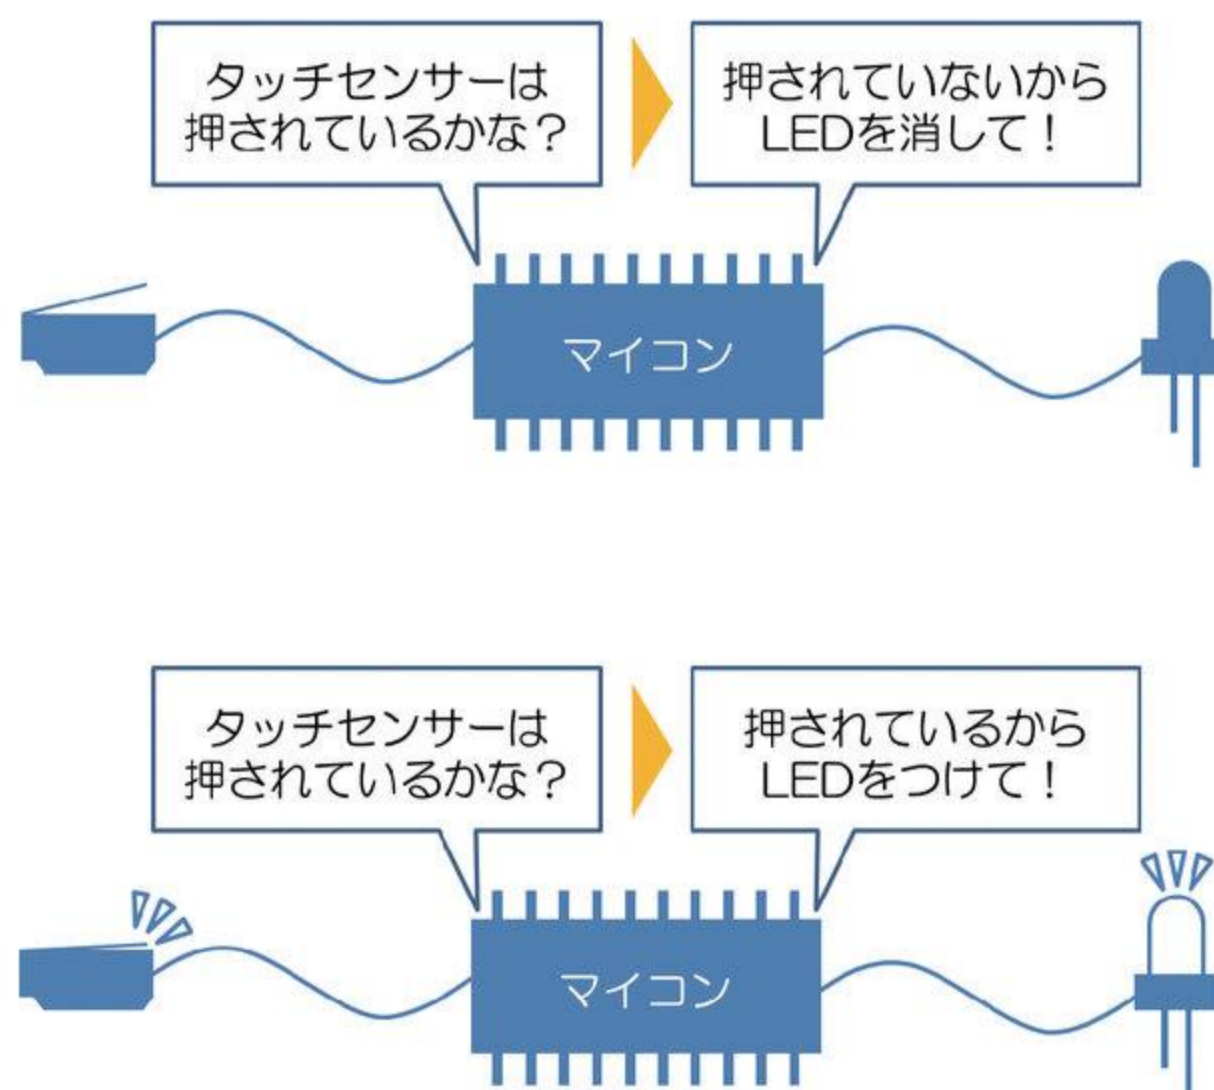 タッチセンサーは
押されているかな？
押されていないから
LEDを消して！
マイコン
タッチセンサーは
押されているかな？
押されているから
LEDをつけて！
マイコン